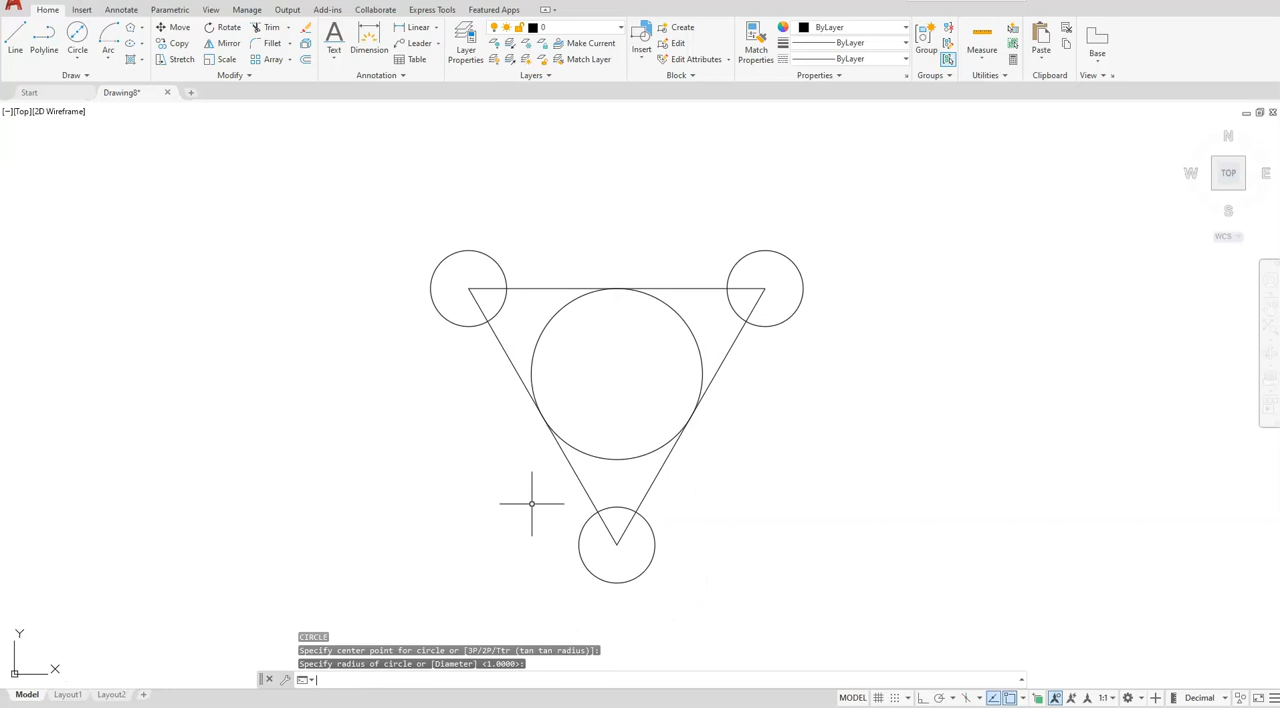 Home Insert Annotate Parametric View Manage Output Add-ins Collaborate Express Tools Featured Apps
Line Polyline Circle Arc
Move Rotate Trim
Copy Mirror Fillet
Stretch Scale Array
Text Dimension
Linear
Leader
Table
Layer Properties
0
Make Current
Match Layer
Insert
Create
Edit
Edit Attributes
Match Properties
ByLayer
ByLayer
ByLayer
Group
Measure
Paste
Base
Draw Modify Annotation Layers Block Properties Groups Utilities Clipboard View
Start Drawing8*
[−][Top][2D Wireframe]
N
W TOP E
S
WCS
Y
X
CIRCLE
Specify center point for circle or [3P/2P/Ttr (tan tan radius)]:
Specify radius of circle or [Diameter] <1.0000>:
Model Layout1 Layout2
MODEL 1:1 Decimal